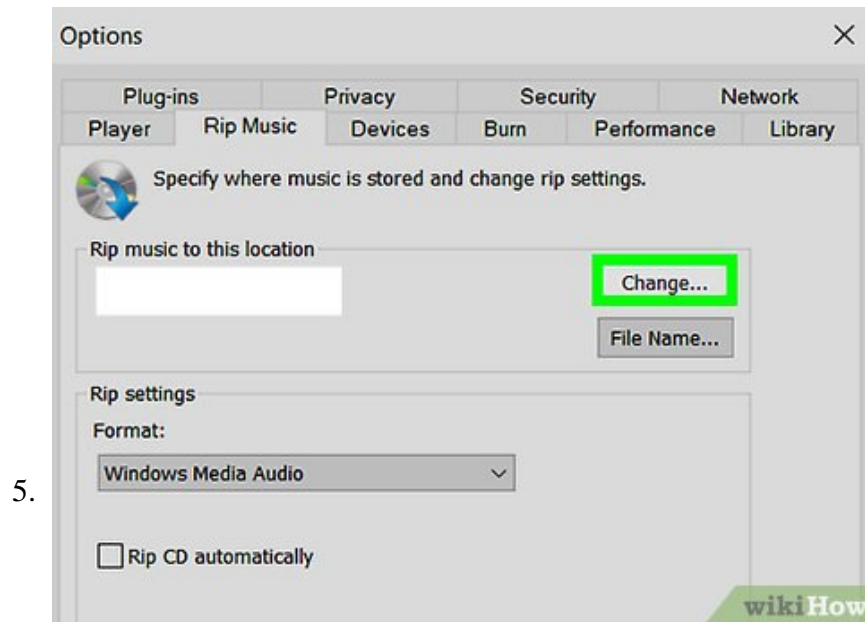 Options
Plug-ins Privacy Security Network
Player Rip Music Devices Burn Performance Library
Specify where music is stored and change rip settings.
Rip music to this location
Change...
File Name...
Rip settings
Format:
Windows Media Audio
5.
Rip CD automatically
wikiHow